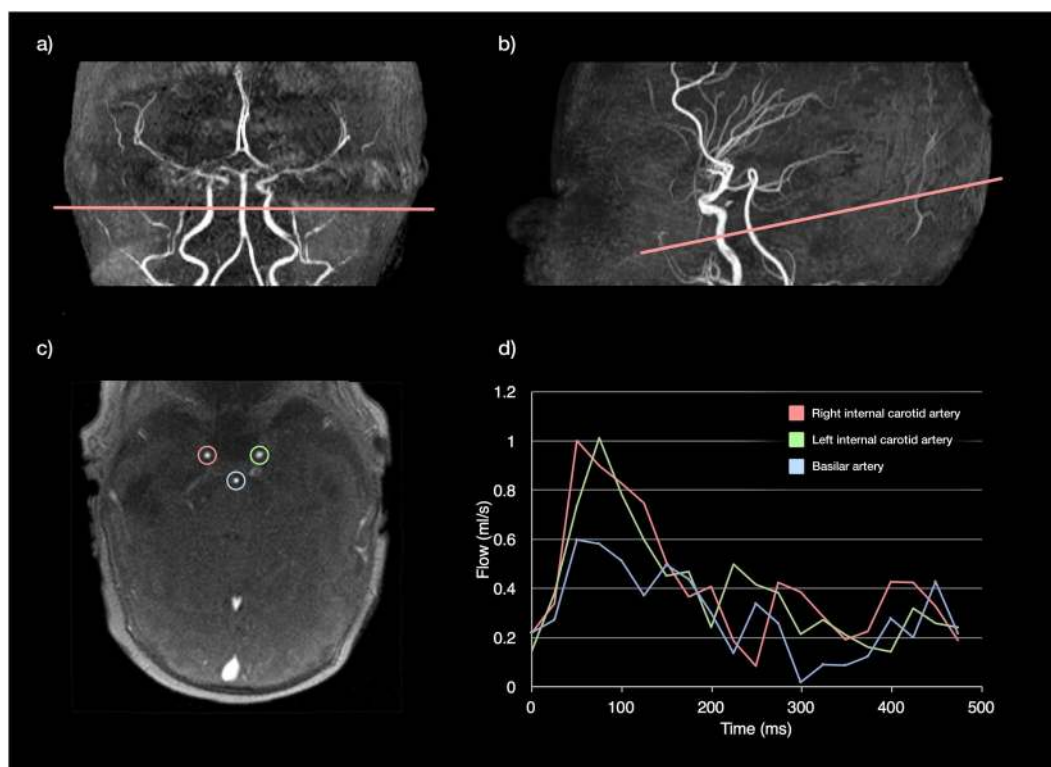 a)
b)
c)
d)
1.2
1
0.8
0.6
0.4
0.2
0
Flow (ml/s)
Right internal carotid artery
Left internal carotid artery
Basilar artery
0 100 200 300 400 500
Time (ms)